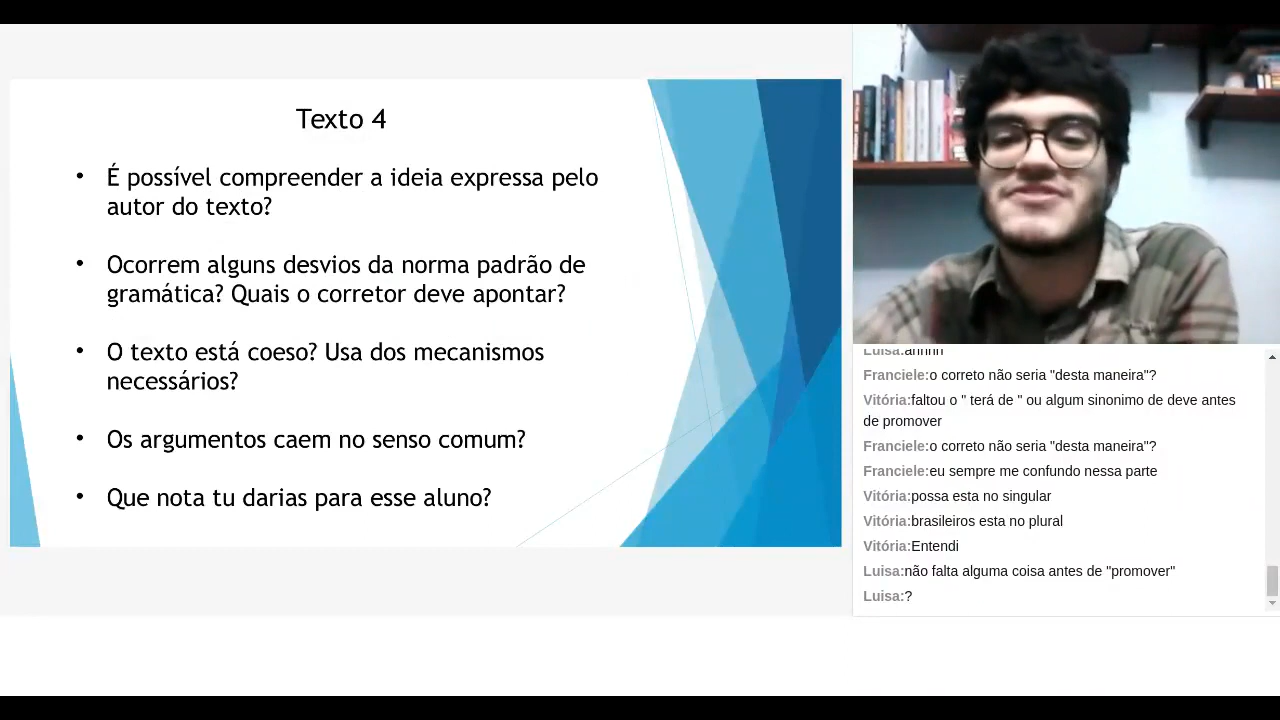 Texto 4
• É possível compreender a ideia expressa pelo
autor do texto?
• Ocorrem alguns desvios da norma padrão de
gramática? Quais o corretor deve apontar?
• O texto está coeso? Usa dos mecanismos
necessários?
• Os argumentos caem no senso comum?
• Que nota tu darias para esse aluno?
Luisa:ahhhh
Franciele:o correto não seria "desta maneira"?
Vitória:faltou o " terá de " ou algum sinonimo de deve antes
de promover
Franciele:o correto não seria "desta maneira"?
Franciele:eu sempre me confundo nessa parte
Vitória:possa esta no singular
Vitória:brasileiros esta no plural
Vitória:Entendi
Luisa:não falta alguma coisa antes de "promover"
Luisa:?